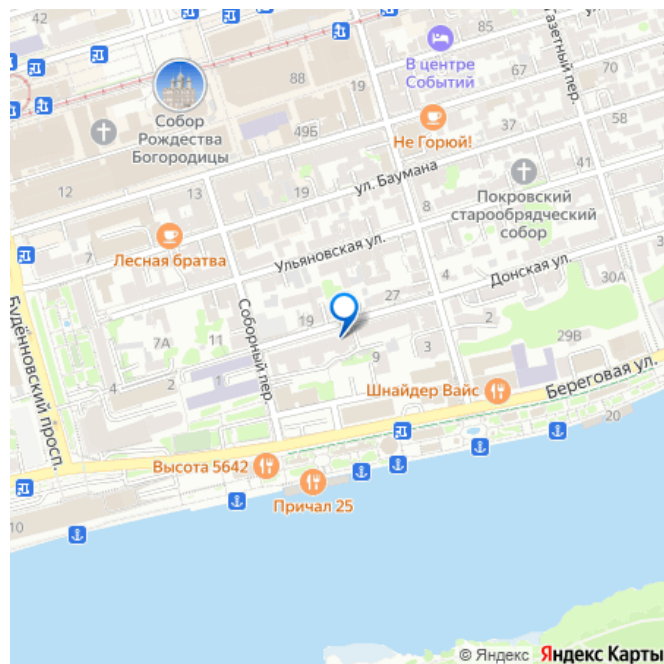 42
Газетный пер.
В центре
Событий
85
67
70
88
19
Собор
Рождества
Богородицы
49Б
Не Горюй!
37
58
12
13
19
ул. Баумана
41
Покровский
старообрядческий
собор
8
7
Лесная братва
Ульяновская ул.
4
Донская ул.
30А
Будённовский просп.
Соборный пер.
27
19
2
29В
7А
11
9
3
4
2
1
Шнайдер Вайс
Береговая ул.
20
Высота 5642
Причал 25
10
© Яндекс Яндекс Карты